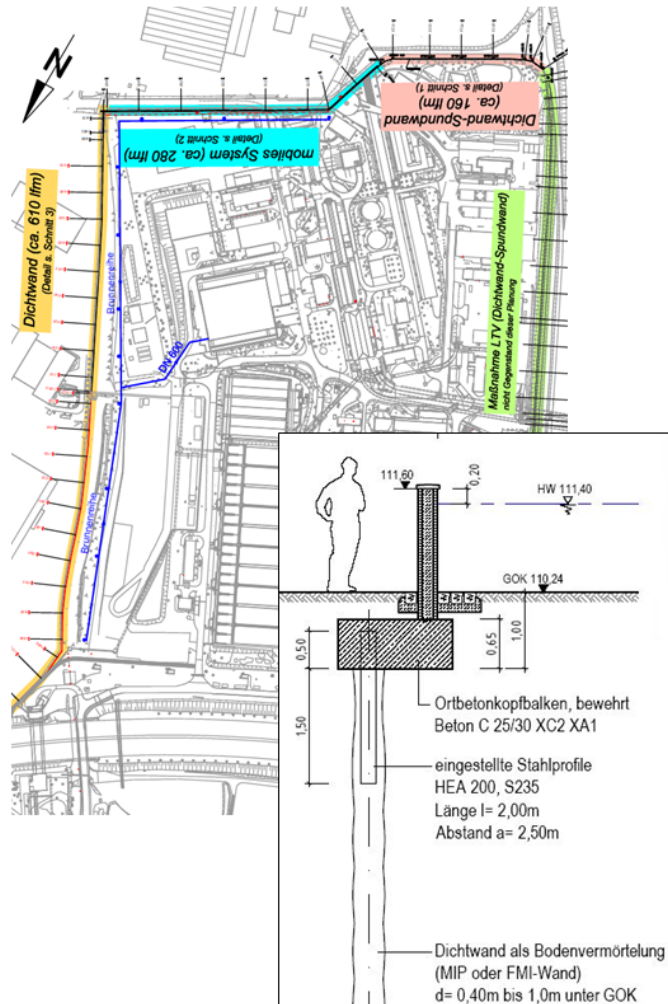 N
Dichtwand-Spundwand
(ca. 160 lfm)
(Detail s. Schnitt 1)
mobiles System (ca. 280 lfm)
(Detail s. Schnitt 2)
Dichtwand (ca. 610 lfm)
(Detail s. Schnitt 3)
Brunnenreihe
DN 600
Maßnahme LTV (Dichtwand-Spundwand)
nicht Gegenstand dieser Planung
Brunnenreihe
111,60
0,20
HW 111,40
GOK 110,24
0,50
0,65
1,00
1,50
Ortbetonkopfbalken, bewehrt
Beton C 25/30 XC2 XA1
eingestellte Stahlprofile
HEA 200, S235
Länge l= 2,00m
Abstand a= 2,50m
Dichtwand als Bodenvermörtelung
(MIP oder FMI-Wand)
d= 0,40m bis 1,0m unter GOK